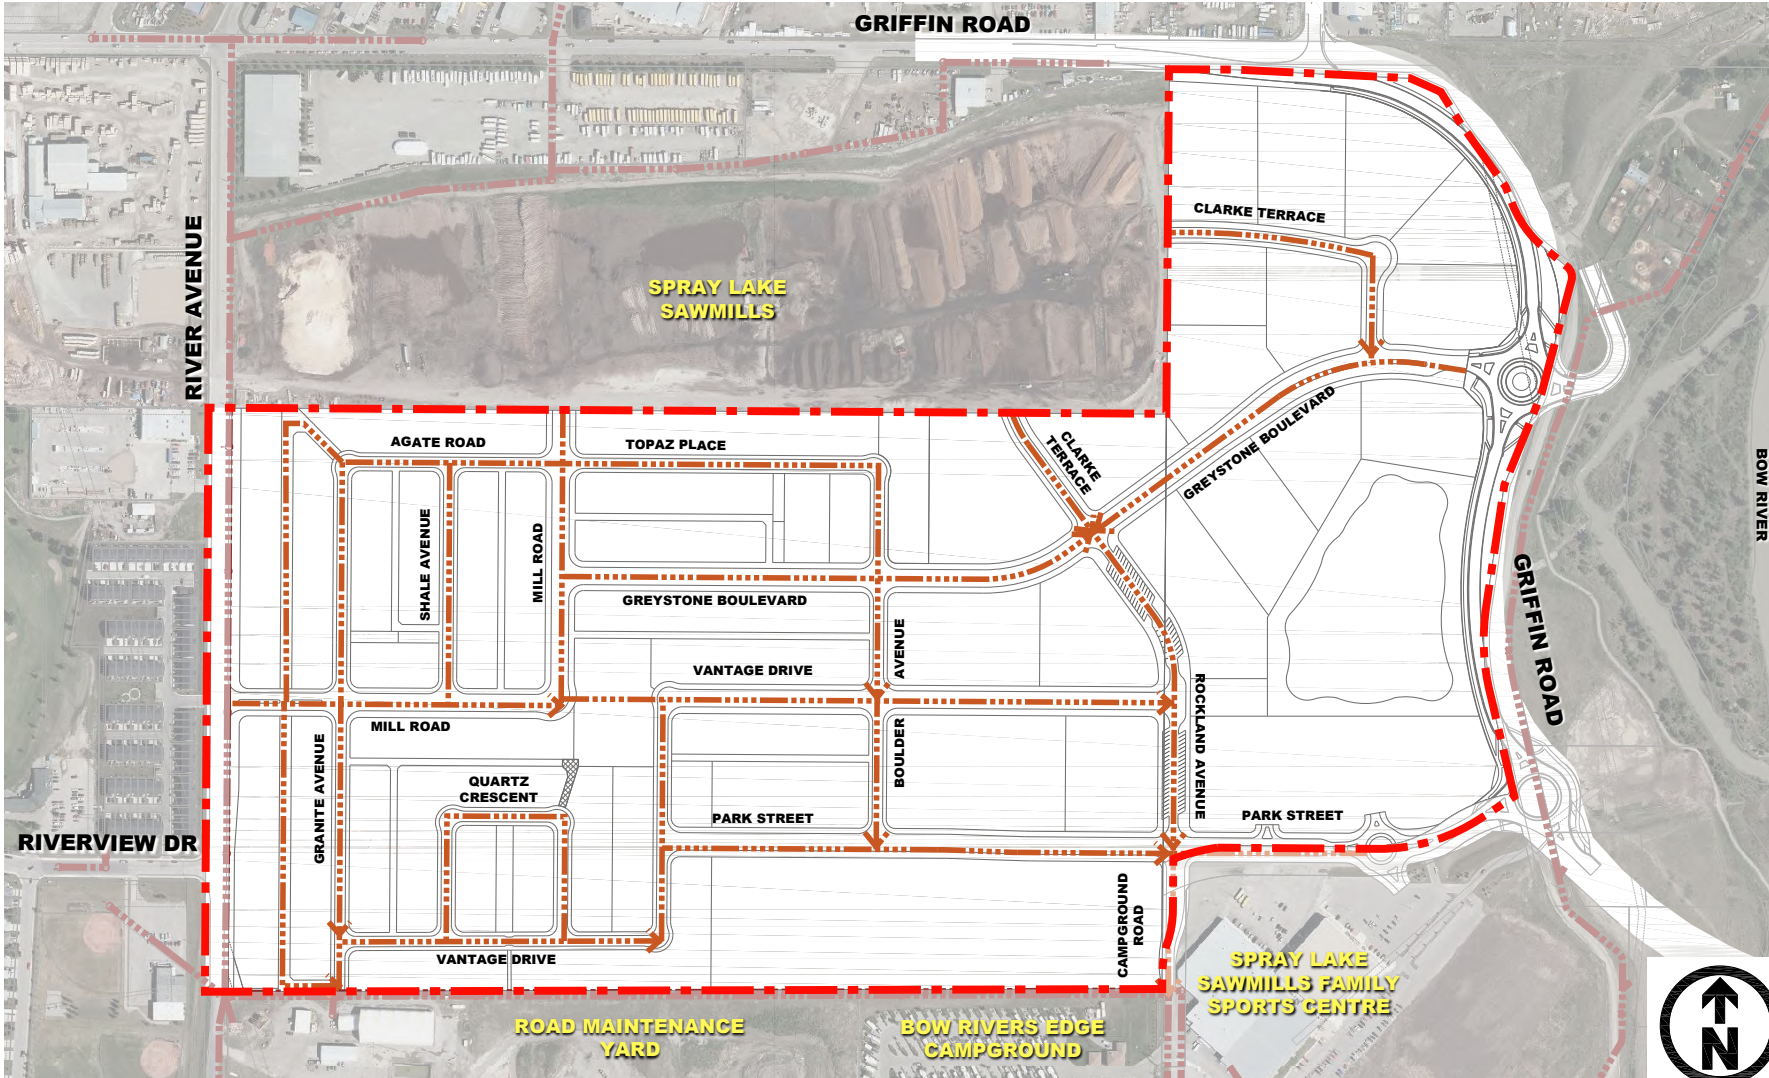 GRIFFIN ROAD
CLARKE TERRACE
RIVER AVENUE
SPRAY LAKE
SAWMILLS
AGATE ROAD
TOPAZ PLACE
CLARKE
TERRACE
GREYSTONE BOULEVARD
BOW RIVER
SHALE AVENUE
MILL ROAD
GREYSTONE BOULEVARD
GRIFFIN ROAD
VANTAGE DRIVE
AVENUE
BOULDER
ROCKLAND AVENUE
MILL ROAD
GRANITE AVENUE
QUARTZ
CRESCENT
PARK STREET
PARK STREET
RIVERVIEW DR
CAMPGROUND
ROAD
VANTAGE DRIVE
SPRAY LAKE
SAWMILLS FAMILY
SPORTS CENTRE
ROAD MAINTENANCE
YARD
BOW RIVERS EDGE
CAMPGROUND
N